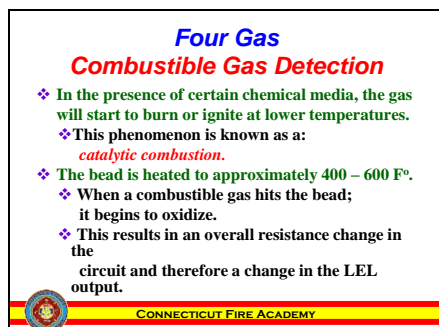 Four Gas
Combustible Gas Detection
❖ In the presence of certain chemical media, the gas
will start to burn or ignite at lower temperatures.
❖This phenomenon is known as a:
catalytic combustion.
❖ The bead is heated to approximately 400 – 600 Fº.
❖ When a combustible gas hits the bead;
it begins to oxidize.
❖ This results in an overall resistance change in
the
circuit and therefore a change in the LEL
output.
CONNECTICUT FIRE ACADEMY